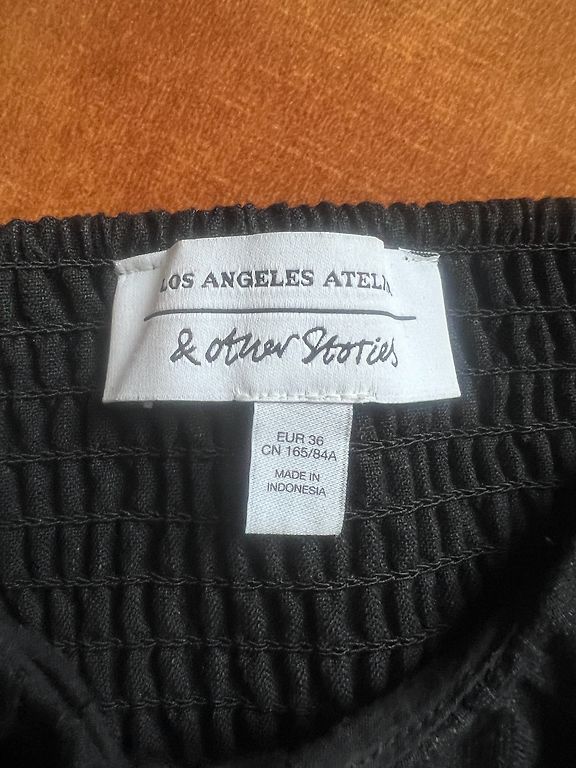 LOS ANGELES ATELI
& other Stories
EUR 36
CN 165/84A
MADE IN
INDONESIA